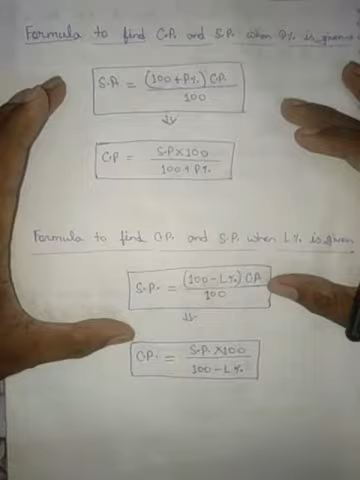 Formula to find C.P. and S.P. when P% is given
S.P. = (100 + P%) C.P. / 100
⇓
C.P = S.P × 100 / 100 + P%
Formula to find C.P. and S.P. when L% is given
S.P. = (100 - L%) C.P. / 100
⇓
C.P. = S.P. × 100 / 100 - L%